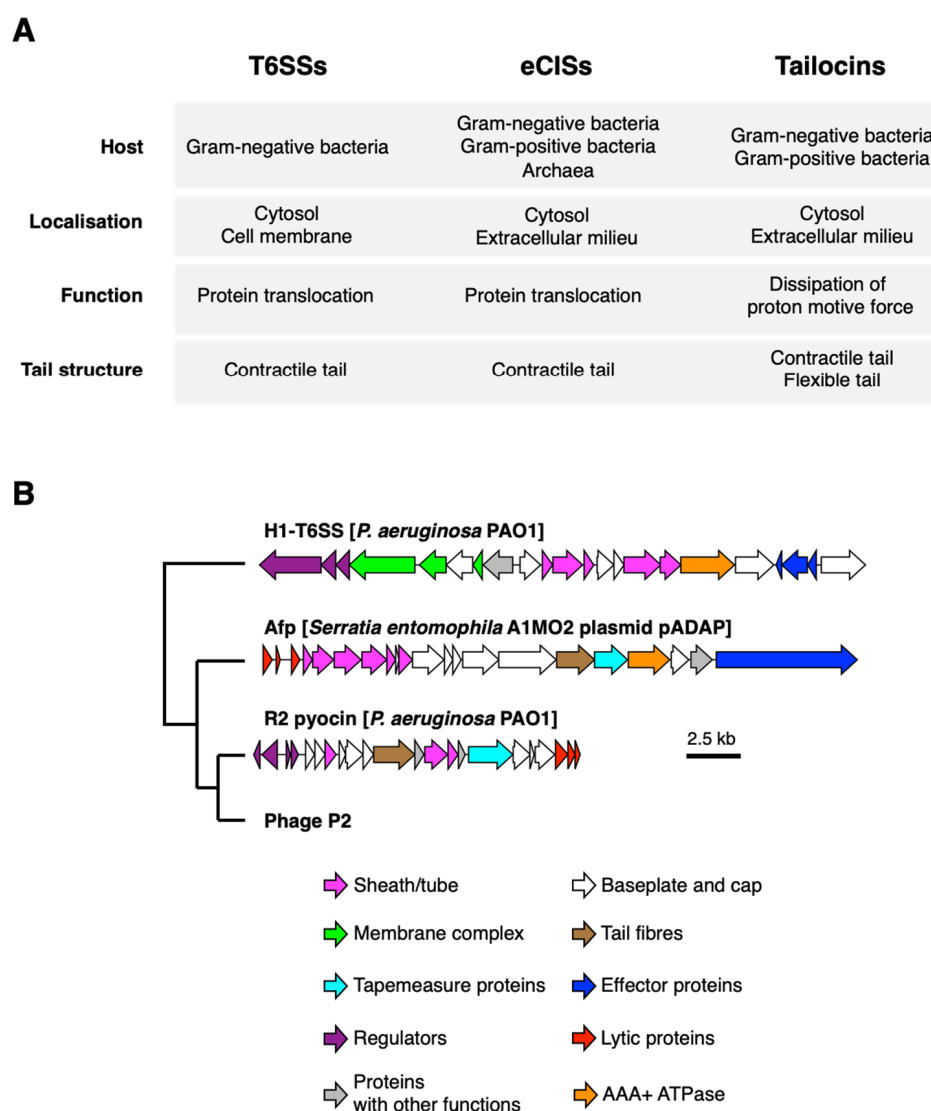 A
T6SSs eCISs Tailocins
Host
Gram-negative bacteria
Gram-negative bacteria
Gram-positive bacteria
Archaea
Gram-negative bacteria
Gram-positive bacteria
Localisation
Cytosol
Cell membrane
Cytosol
Extracellular milieu
Cytosol
Extracellular milieu
Function
Protein translocation
Protein translocation
Dissipation of
proton motive force
Tail structure
Contractile tail
Contractile tail
Contractile tail
Flexible tail
B
H1-T6SS [P. aeruginosa PAO1]
Afp [Serratia entomophila A1MO2 plasmid pADAP]
R2 pyocin [P. aeruginosa PAO1]
2.5 kb
Phage P2
Sheath/tube
Baseplate and cap
Membrane complex
Tail fibres
Tapemeasure proteins
Effector proteins
Regulators
Lytic proteins
Proteins
with other functions
AAA+ ATPase